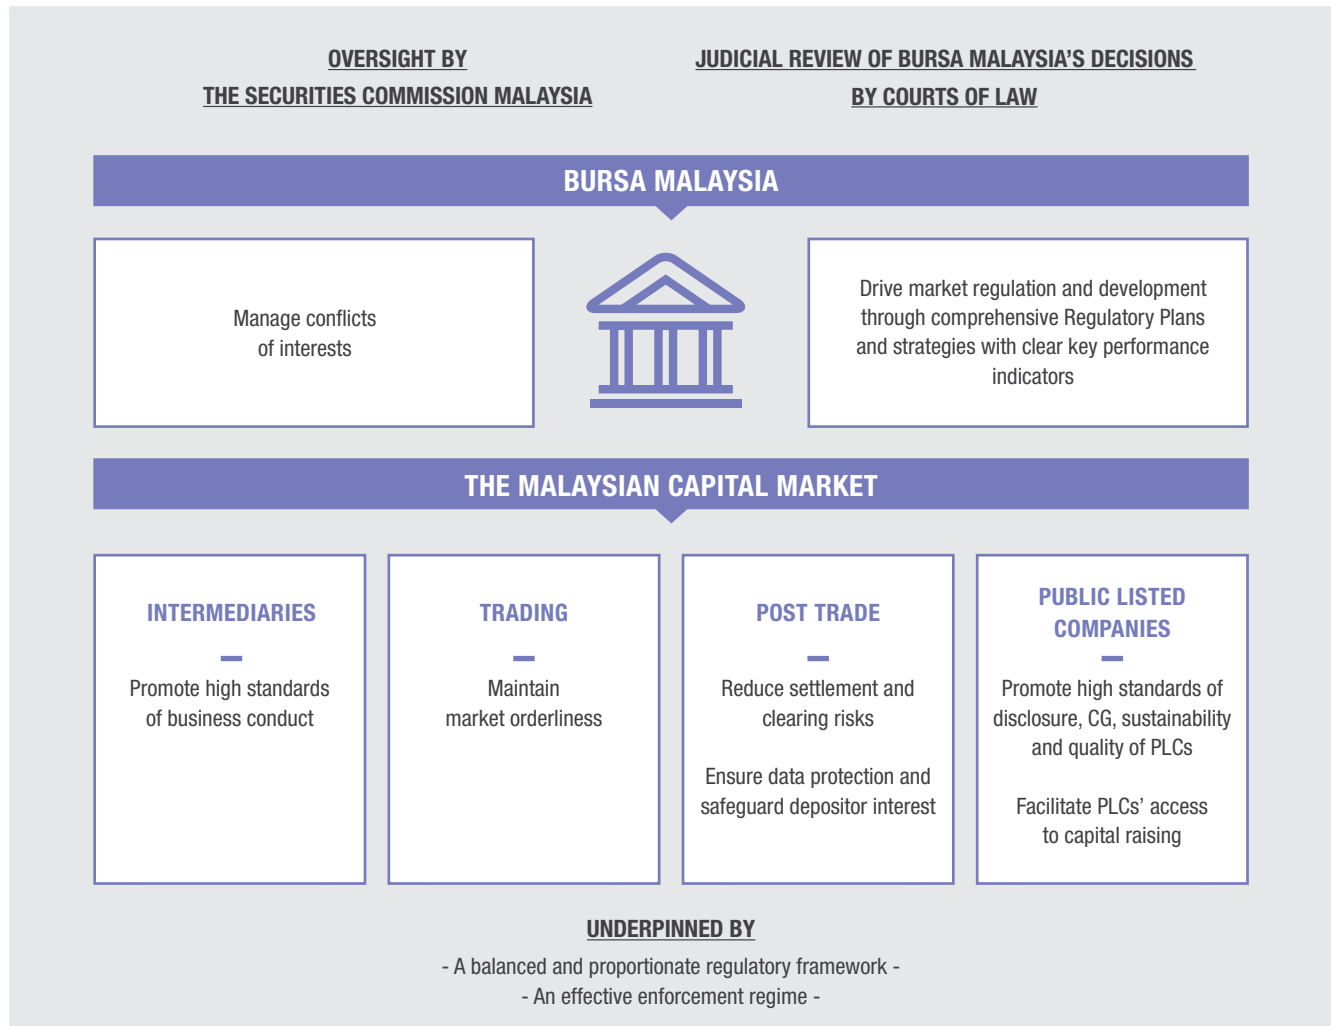 OVERSIGHT BY
THE SECURITIES COMMISSION MALAYSIA
JUDICIAL REVIEW OF BURSA MALAYSIA'S DECISIONS
BY COURTS OF LAW
BURSA MALAYSIA
Manage conflicts
of interests
Drive market regulation and development
through comprehensive Regulatory Plans
and strategies with clear key performance
indicators
THE MALAYSIAN CAPITAL MARKET
INTERMEDIARIES
Promote high standards
of business conduct
TRADING
Maintain
market orderliness
POST TRADE
Reduce settlement and
clearing risks
Ensure data protection and
safeguard depositor interest
PUBLIC LISTED
COMPANIES
Promote high standards of
disclosure, CG, sustainability
and quality of PLCs
Facilitate PLCs' access
to capital raising
UNDERPINNED BY
- A balanced and proportionate regulatory framework -
- An effective enforcement regime -